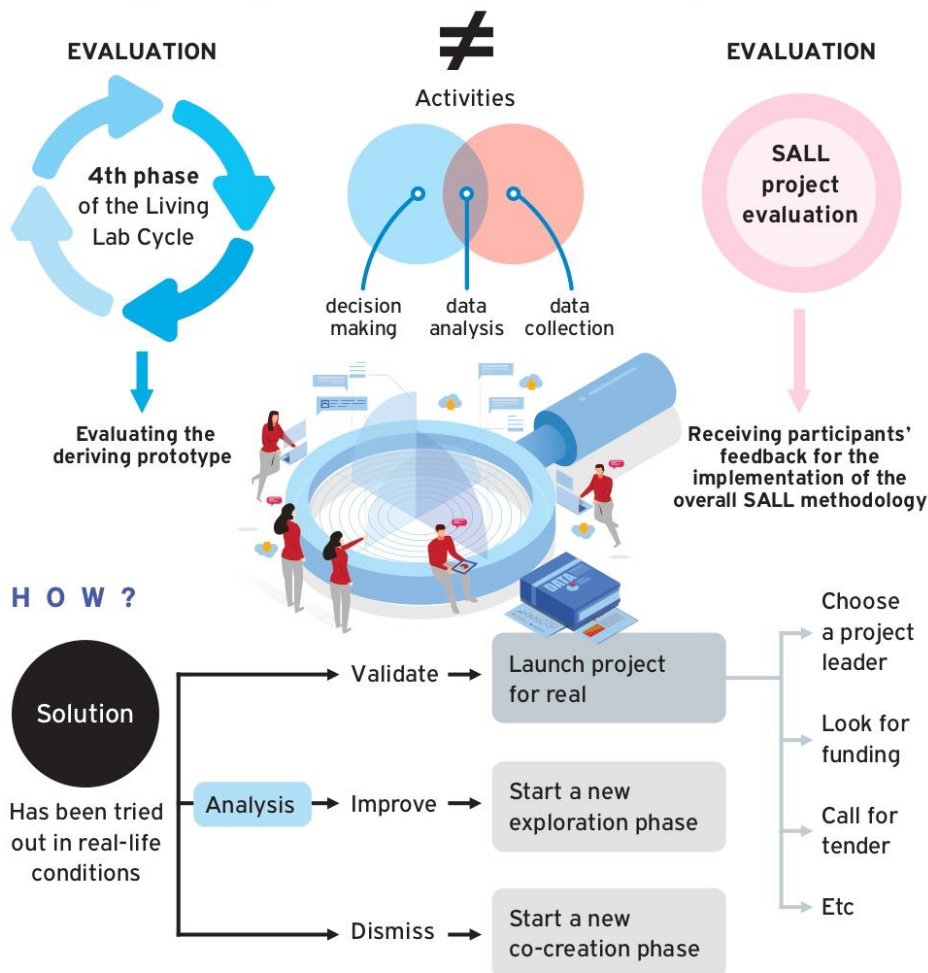 EVALUATION
4th phase
of the Living
Lab Cycle
Evaluating the
deriving prototype
≠
Activities
decision
making
data
analysis
data
collection
EVALUATION
SALL
project
evaluation
Receiving participants’
feedback for the
implementation of the
overall SALL methodology
DATA
HOW?
Solution
Has been tried
out in real-life
conditions
Analysis
Validate
Launch project
for real
Improve
Start a new
exploration phase
Dismiss
Start a new
co-creation phase
Choose
a project
leader
Look for
funding
Call for
tender
Etc